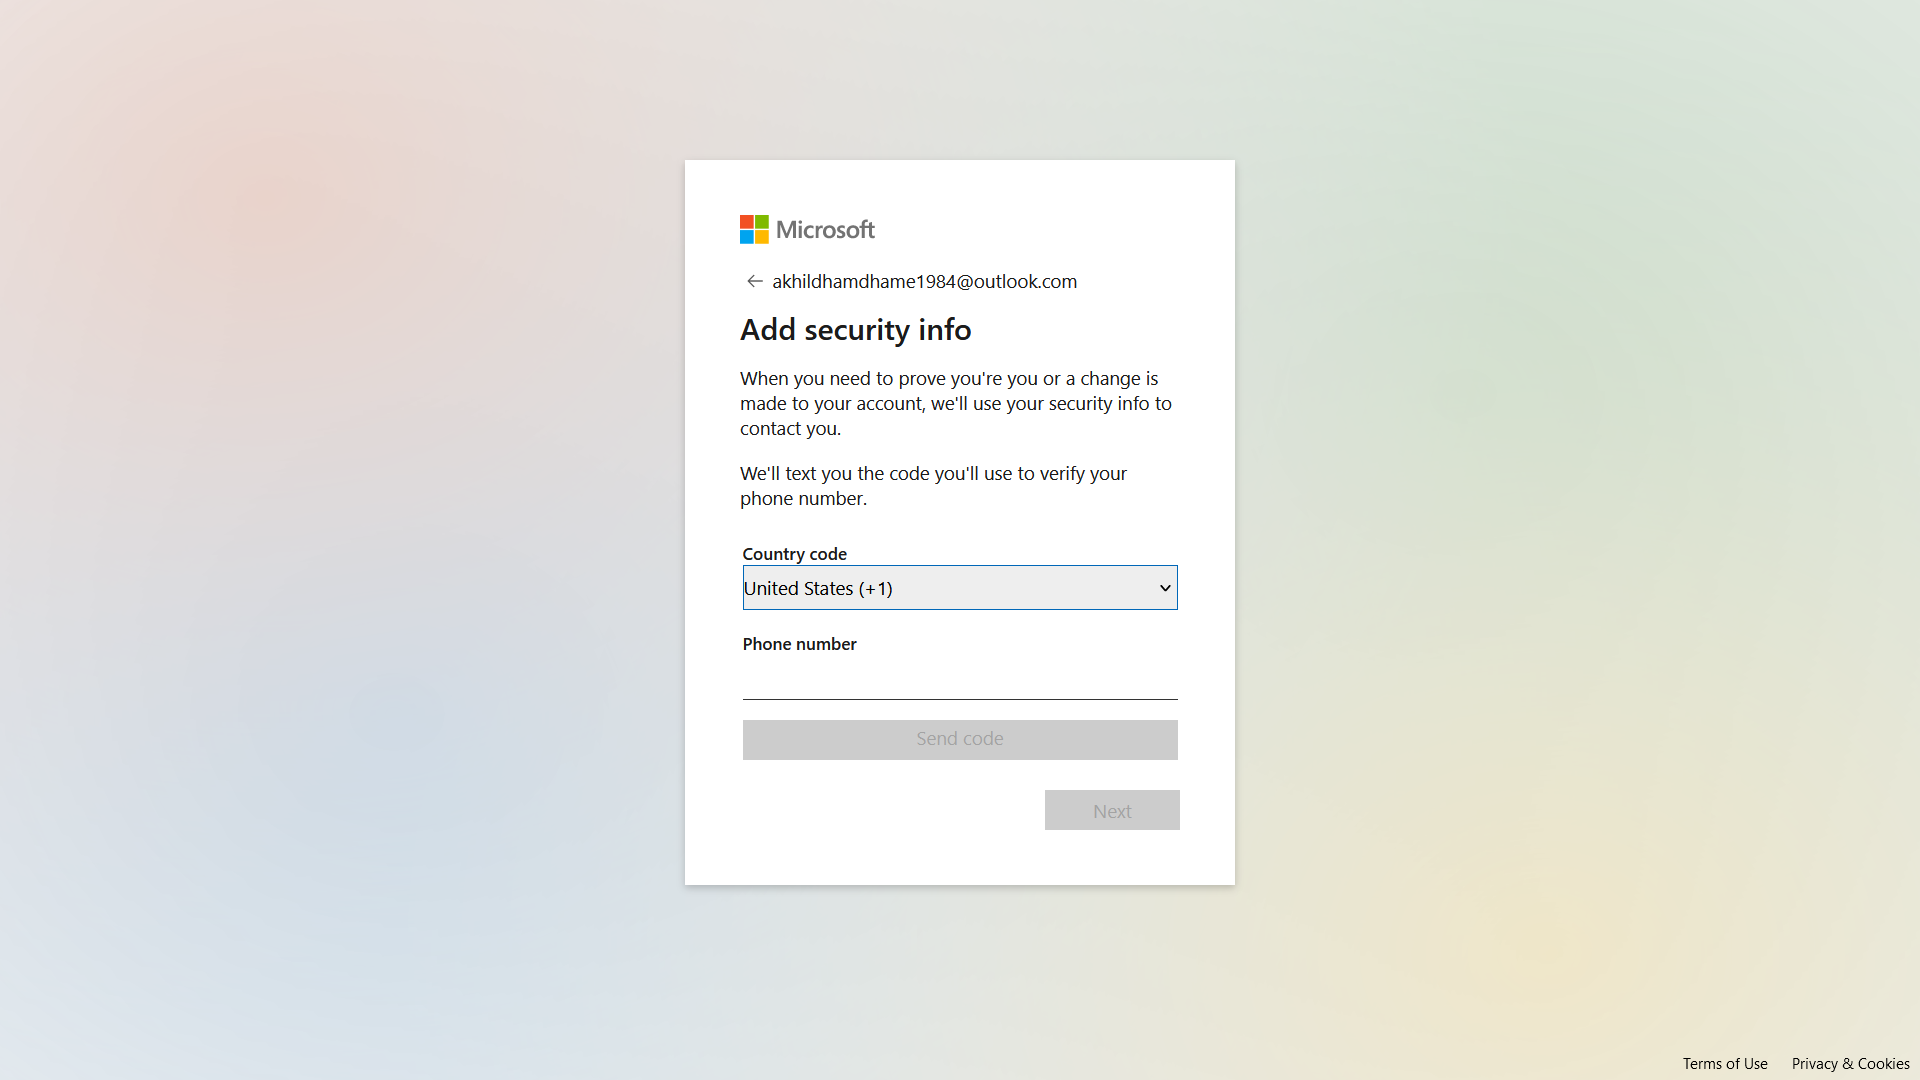 Microsoft
akhildhamdhame1984@outlook.com
Add security info
When you need to prove you're you or a change is
made to your account, we'll use your security info to
contact you.
We'll text you the code you'll use to verify your
phone number.
Country code
United States (+1)
Phone number
Send code
Next
Terms of Use
Privacy & Cookies